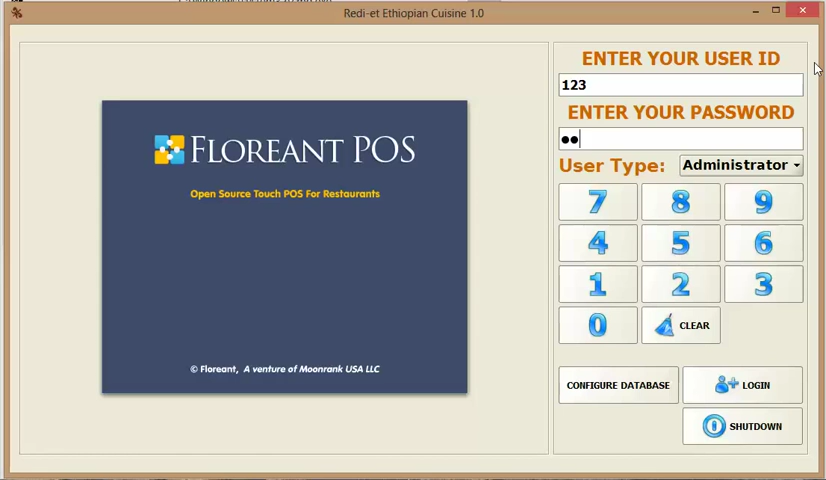 Redi-et Ethiopian Cuisine 1.0
FLOREANT POS
Open Source Touch POS For Restaurants
© Floreant, A venture of Moonrank USA LLC
ENTER YOUR USER ID
123
ENTER YOUR PASSWORD
User Type: Administrator
7 8 9
4 5 6
1 2 3
0 CLEAR
CONFIGURE DATABASE LOGIN
SHUTDOWN